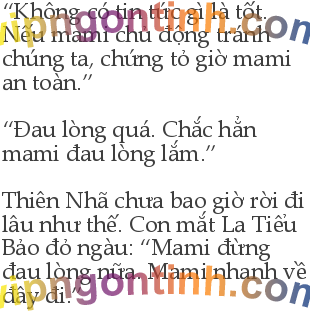 “Không có tin tức gì là tốt.
Nếu mami chủ động tránh
chúng ta, chứng tỏ giờ mami
an toàn.”
“Đau lòng quá. Chắc hẳn
mami đau lòng lắm.”
Thiên Nhã chưa bao giờ rời đi
lâu như thế. Con mắt La Tiểu
Bảo đỏ ngàu: “Mami đừng
đau lòng nữa. Mami nhanh về
đây đi.”